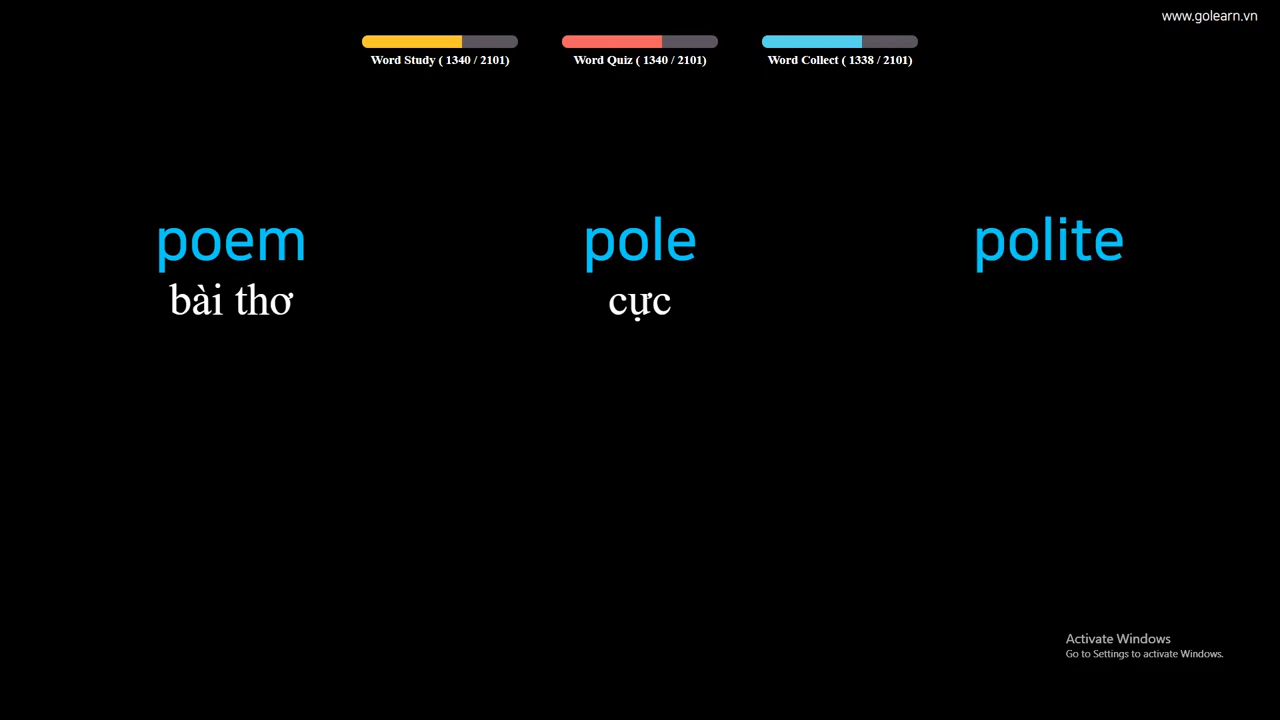 www.golearn.vn
Word Study ( 1340 / 2101)
Word Quiz ( 1340 / 2101)
Word Collect ( 1338 / 2101)
poem
bài thơ
pole
cực
polite
Activate Windows
Go to Settings to activate Windows.